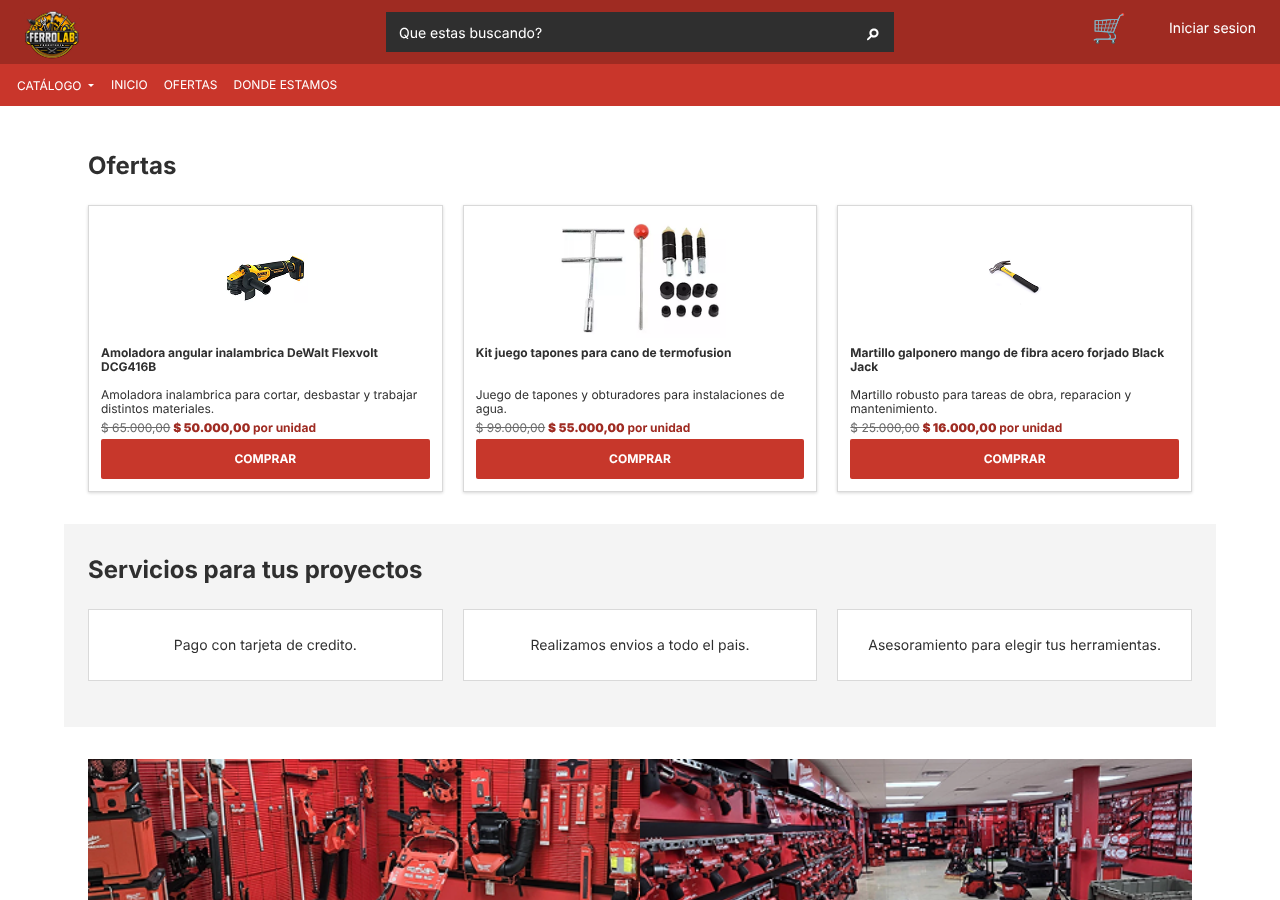 FERROLAB
Que estas buscando?
Iniciar sesion
CATÁLOGO
INICIO
OFERTAS
DONDE ESTAMOS
Ofertas
Amoladora angular inalambrica DeWalt Flexvolt
DCG416B
Amoladora inalambrica para cortar, desbastar y trabajar
distintos materiales.
$ 65.000,00 $ 50.000,00 por unidad
COMPRAR
Kit juego tapones para cano de termofusion
Juego de tapones y obturadores para instalaciones de
agua.
$ 99.000,00 $ 55.000,00 por unidad
COMPRAR
Martillo galponero mango de fibra acero forjado Black
Jack
Martillo robusto para tareas de obra, reparacion y
mantenimiento.
$ 25.000,00 $ 16.000,00 por unidad
COMPRAR
Servicios para tus proyectos
Pago con tarjeta de credito.
Realizamos envios a todo el pais.
Asesoramiento para elegir tus herramientas.